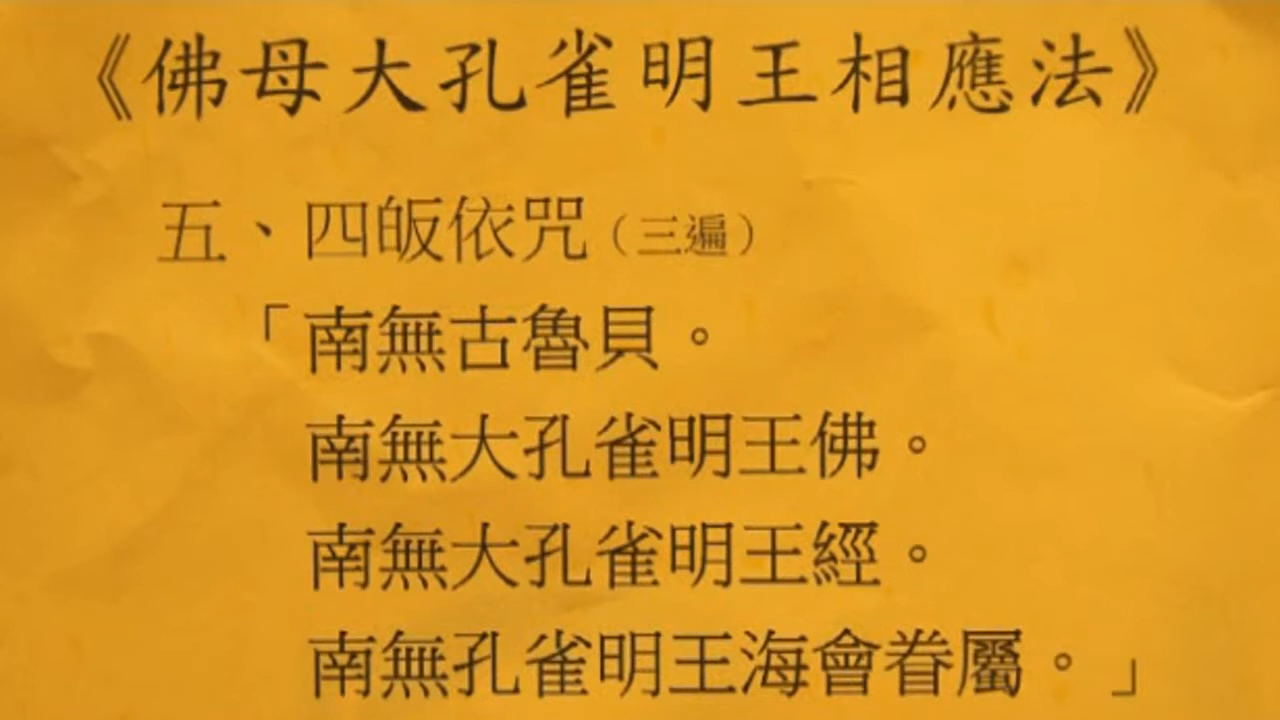 《佛母大孔雀明王相應法》
五、四皈依咒（三遍）
「南無古魯貝。
南無大孔雀明王佛。
南無大孔雀明王經。
南無孔雀明王海會眷屬。」